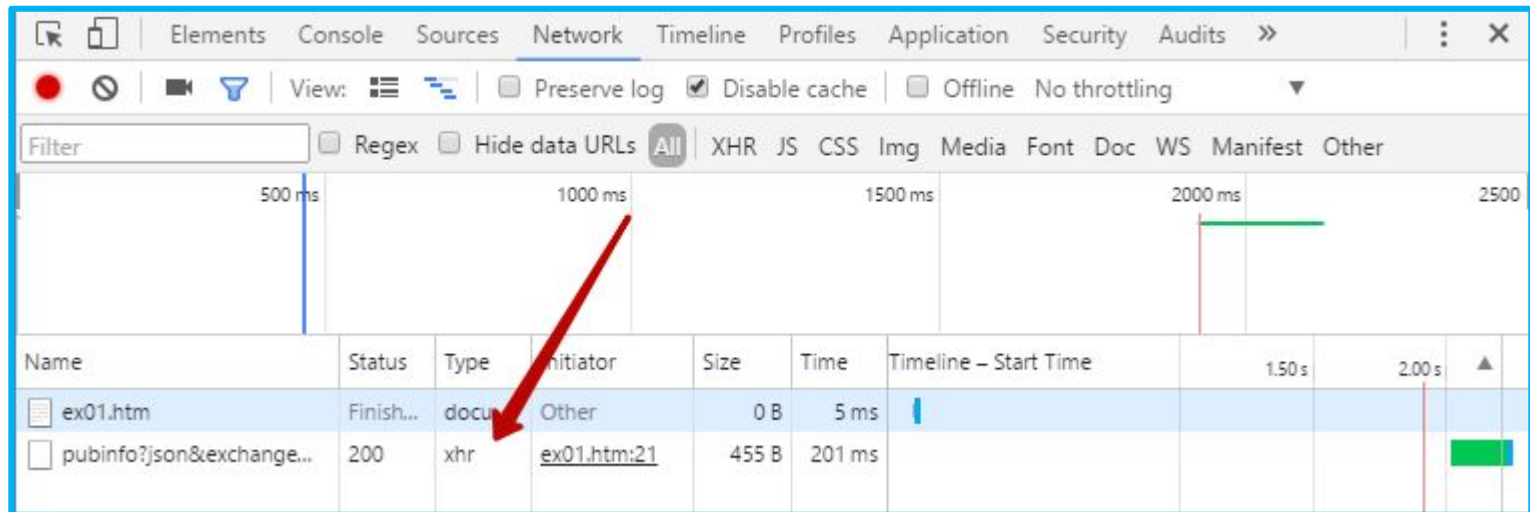 Elements Console Sources Network Timeline Profiles Application Security Audits »
View: Preserve log Disable cache Offline No throttling
Filter Regex Hide data URLs All XHR JS CSS Img Media Font Doc WS Manifest Other
500 ms 1000 ms 1500 ms 2000 ms 2500
Name Status Type Initiator Size Time Timeline – Start Time 1.50 s 2.00 s
ex01.htm Finish... docu Other 0 B 5 ms
pubinfo?json&exchange... 200 xhr ex01.htm:21 455 B 201 ms